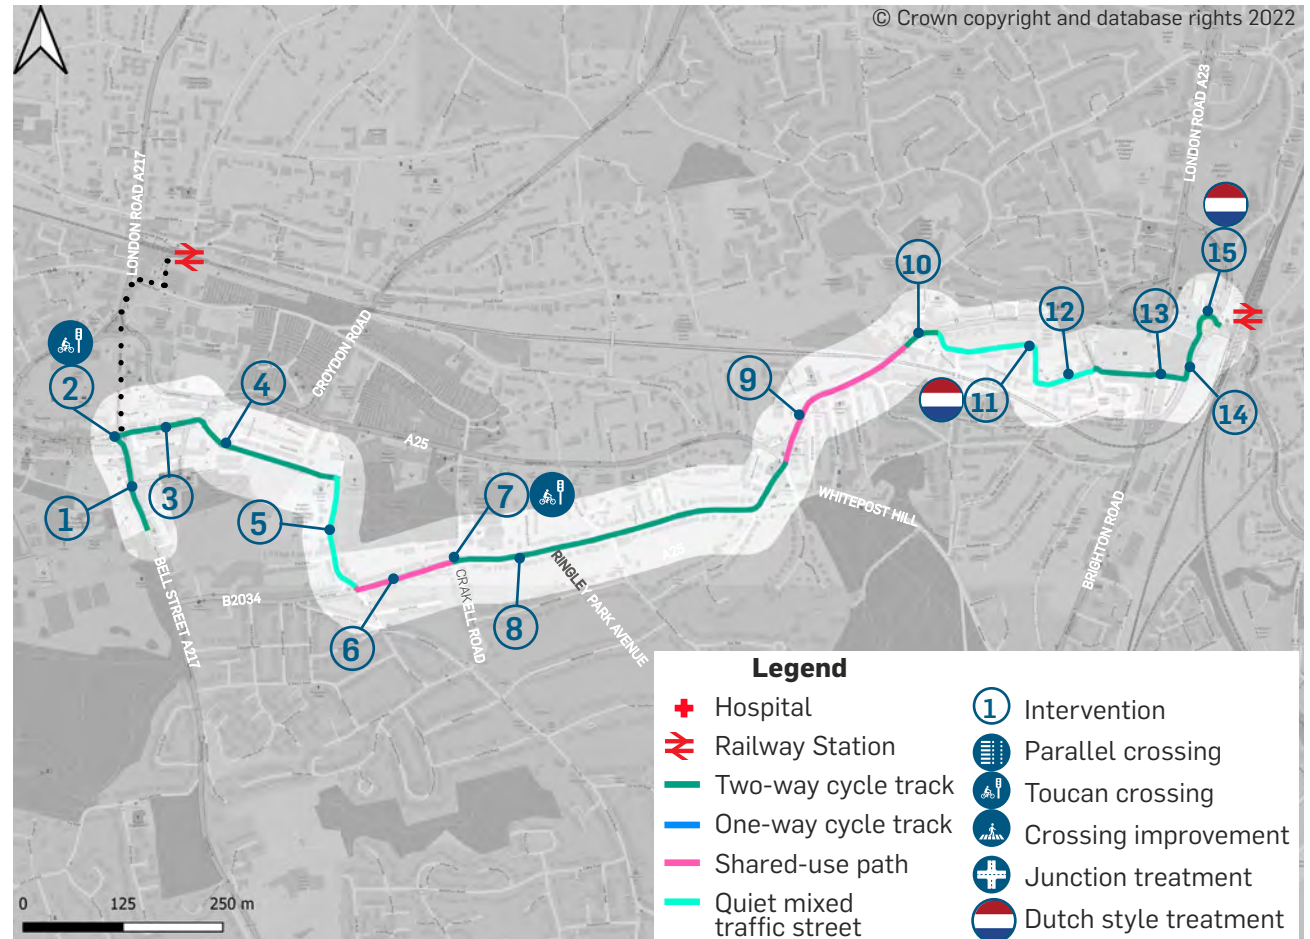 © Crown copyright and database rights 2022
LONDON ROAD A23
LONDON ROAD A217
15
10
12
13
CROYDON ROAD
2
4
9
11
14
A25
7
1
3
5
WHITEPOST HILL
BRIGHTON ROAD
A25
RINGLEY PARK AVENUE
BELL STREET A217
B2034
CRAKELL ROAD
8
6
Legend
Hospital
Railway Station
Two-way cycle track
One-way cycle track
Shared-use path
Quiet mixed
traffic street
1 Intervention
Parallel crossing
Toucan crossing
Crossing improvement
Junction treatment
Dutch style treatment
0 125 250 m